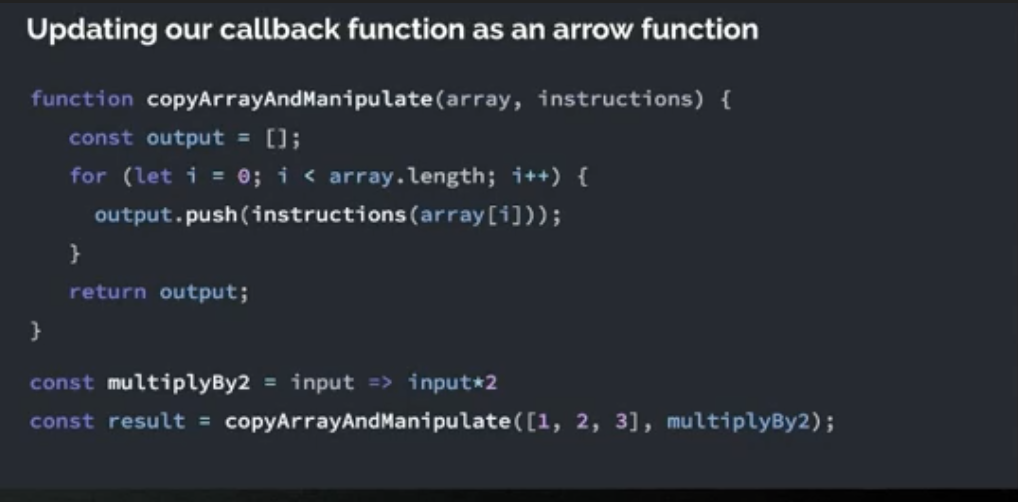 Updating our callback function as an arrow function
function copyArrayAndManipulate(array, instructions) {
const output = [];
for (let i = 0; i < array.length; i++) {
output.push(instructions(array[i]));
}
return output;
}
const multiplyBy2 = input => input*2
const result = copyArrayAndManipulate([1, 2, 3], multiplyBy2);